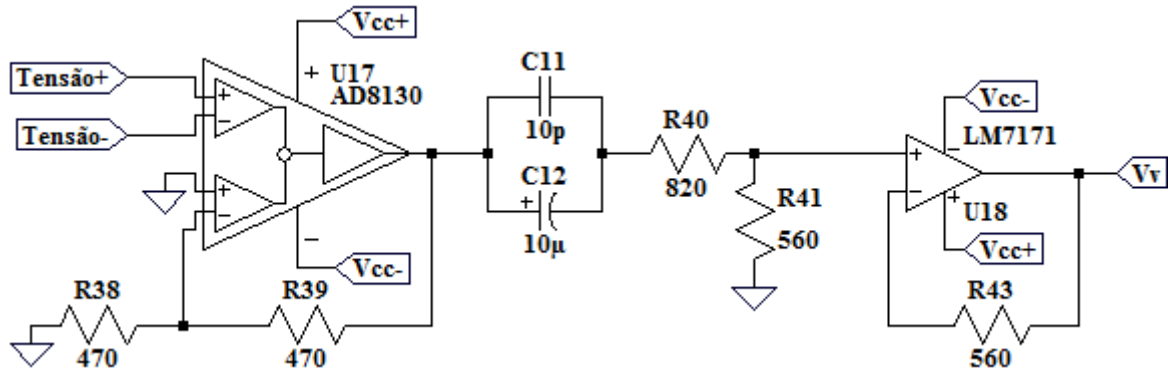 Vcc+
+
U17
AD8130
Tensão+
Tensão-
+
−
+
−
−
Vcc-
R38
470
R39
470
C11
10p
C12
+
10µ
R40
820
R41
560
Vcc-
−
LM7171
+
−
+
U18
Vcc+
Vv
R43
560